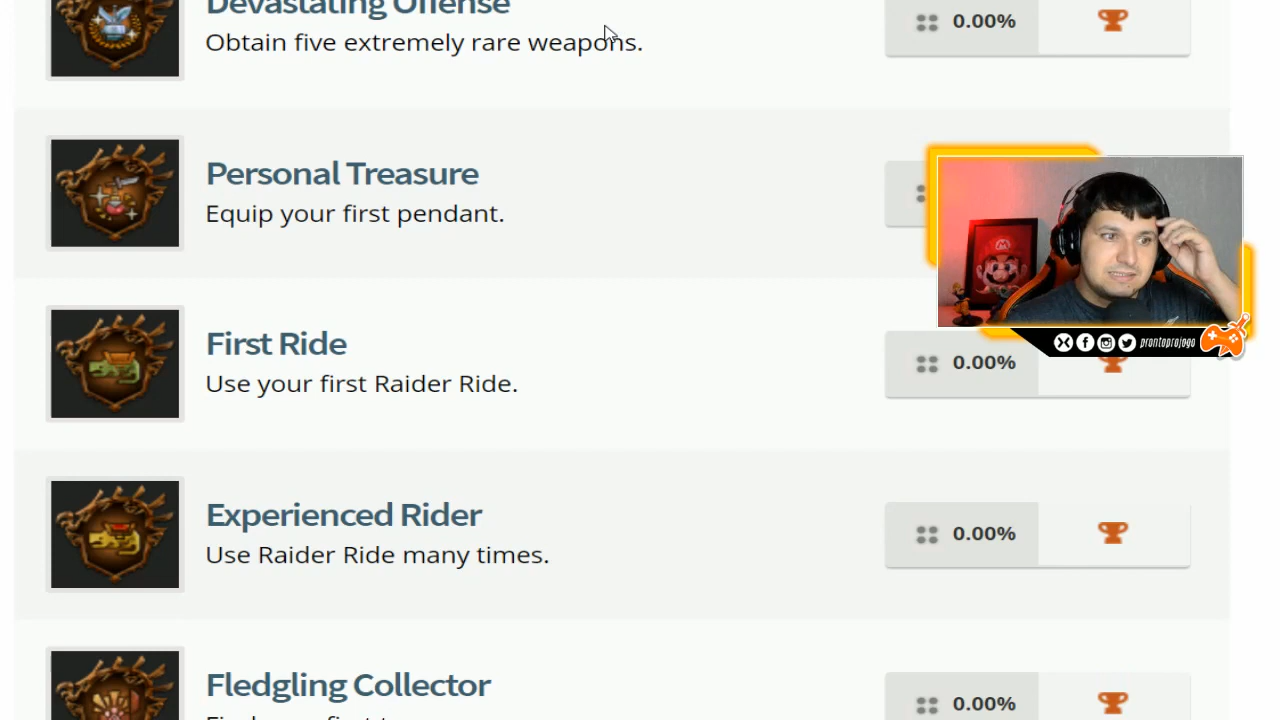 Devastating Offense
Obtain five extremely rare weapons.
0.00%
Personal Treasure
Equip your first pendant.
First Ride
Use your first Raider Ride.
0.00%
prontoprojogo
Experienced Rider
Use Raider Ride many times.
0.00%
Fledgling Collector
0.00%